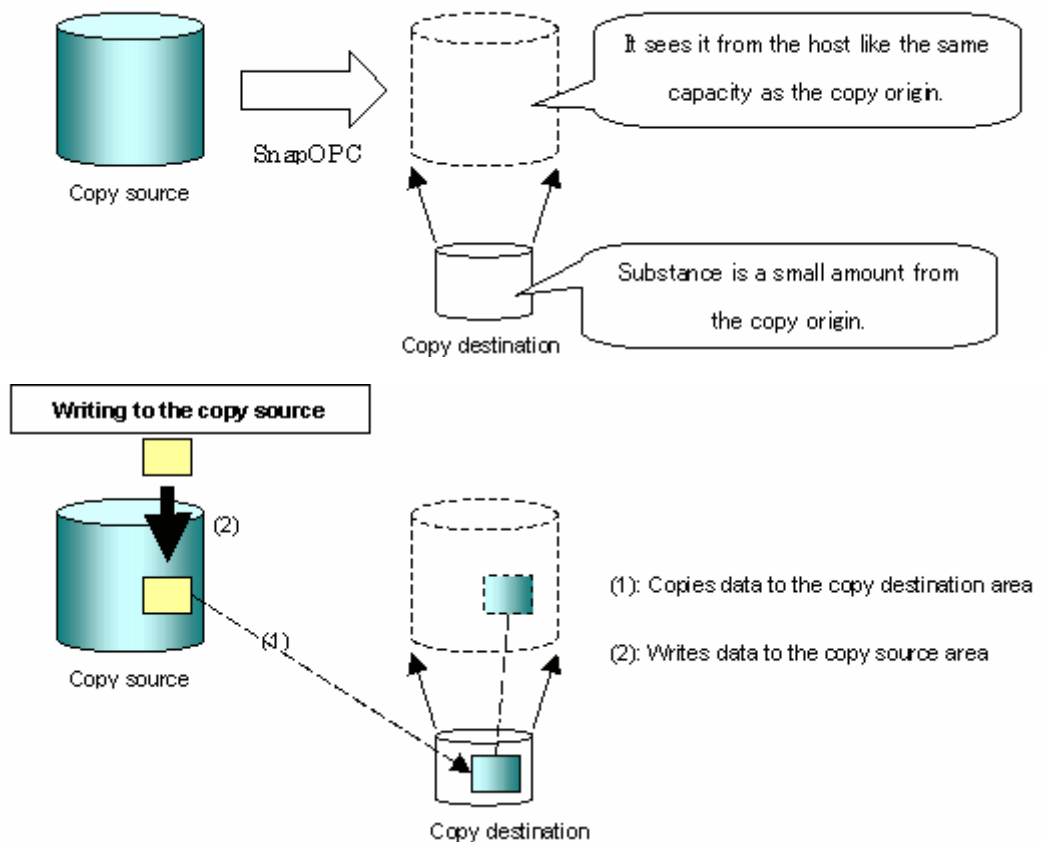 It sees it from the host like the same
capacity as the copy origin.
SnapOPC
Copy source
Substance is a small amount from
the copy origin.
Copy destination
Writing to the copy source
(2)
(1): Copies data to the copy destination area
(1)
(2): Writes data to the copy source area
Copy source
Copy destination